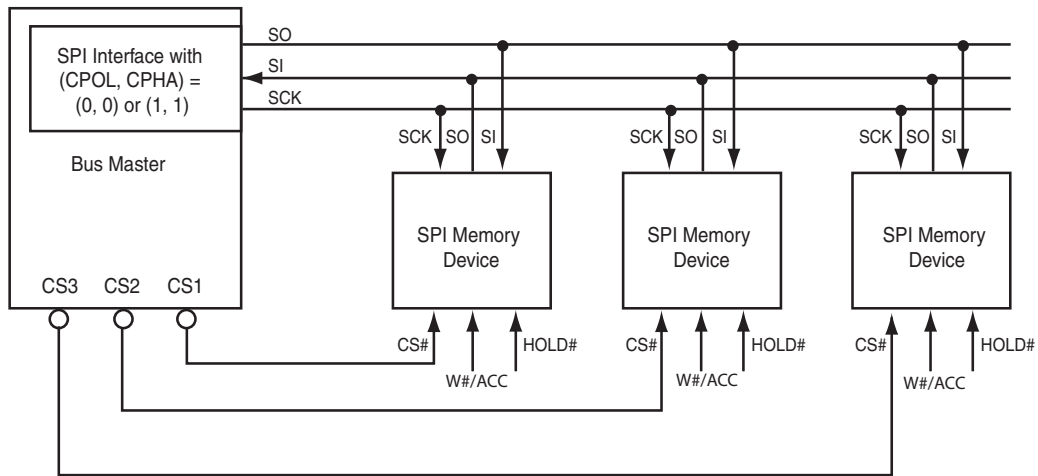 SPI Interface with
(CPOL, CPHA) =
(0, 0) or (1, 1)
Bus Master
CS3 CS2 CS1
SO
SI
SCK
SCK SO SI
SCK SO SI
SCK SO SI
SPI Memory
Device
SPI Memory
Device
SPI Memory
Device
CS# W#/ACC HOLD#
CS# W#/ACC HOLD#
CS# W#/ACC HOLD#